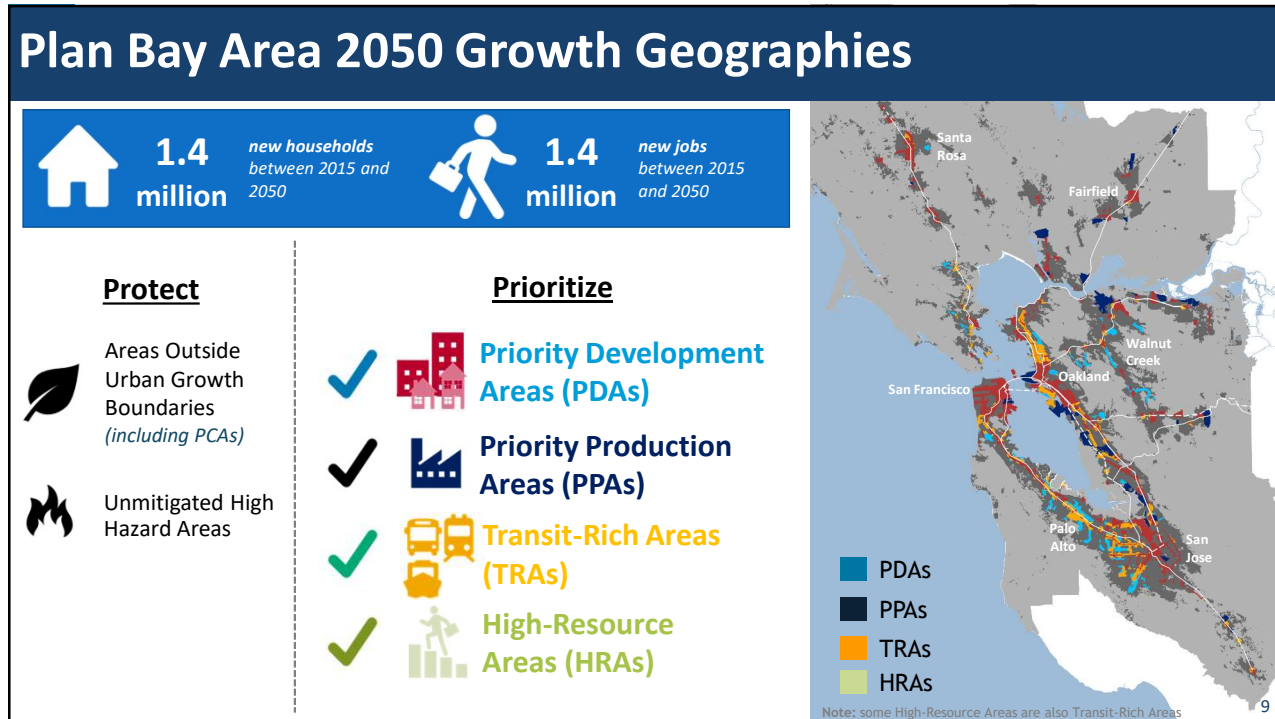 Plan Bay Area 2050 Growth Geographies
1.4
million
new households
between 2015 and
2050
1.4
million
new jobs
between 2015
and 2050
Protect
Areas Outside
Urban Growth
Boundaries
(including PCAs)
Unmitigated High
Hazard Areas
Prioritize
Priority Development
Areas (PDAs)
Priority Production
Areas (PPAs)
Transit-Rich Areas
(TRAs)
High-Resource
Areas (HRAs)
Santa
Rosa
Fairfield
Walnut
Creek
Oakland
San Francisco
Palo
Alto
San
Jose
PDAs
PPAs
TRAs
HRAs
Note: some High-Resource Areas are also Transit-Rich Areas
9